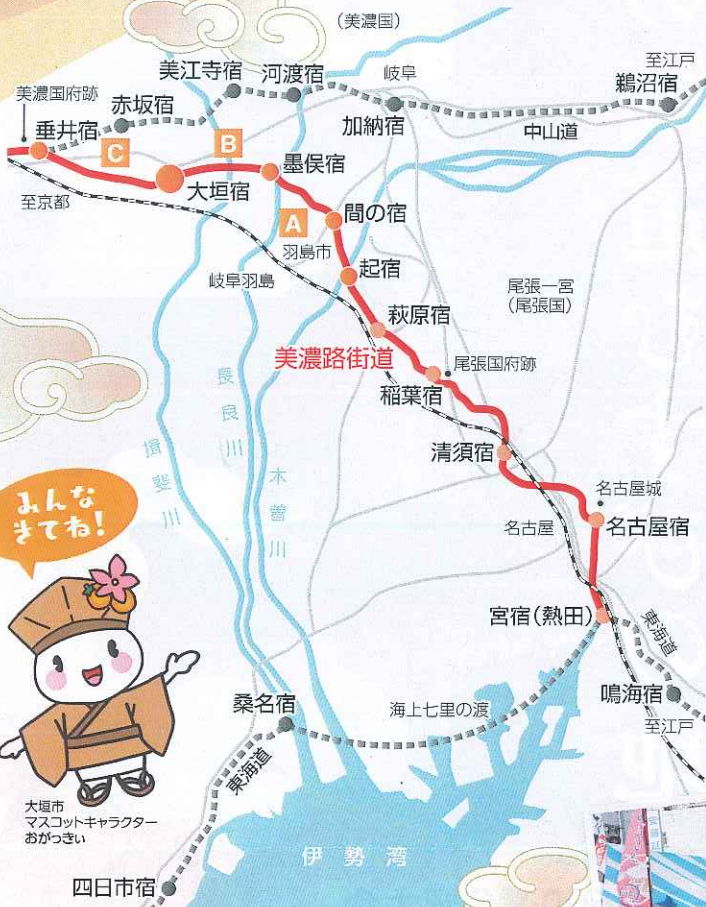 （美濃国）
至江戸
美江寺宿
河渡宿
岐阜
鵜沼宿
美濃国府跡
赤坂宿
加納宿
中山道
垂井宿
C
B
墨俣宿
大垣宿
至京都
A
間の宿
羽島市
岐阜羽島
起宿
尾張一宮
（尾張国）
萩原宿
美濃路街道
尾張国府跡
稲葉宿
長良川
揖斐川
木曽川
清須宿
名古屋城
名古屋
名古屋宿
みんな
きてね！
宮宿（熱田）
東海道
鳴海宿
至江戸
桑名宿
海上七里の渡
東海道
大垣市
マスコットキャラクター
おがっきぃ
伊勢湾
四日市宿